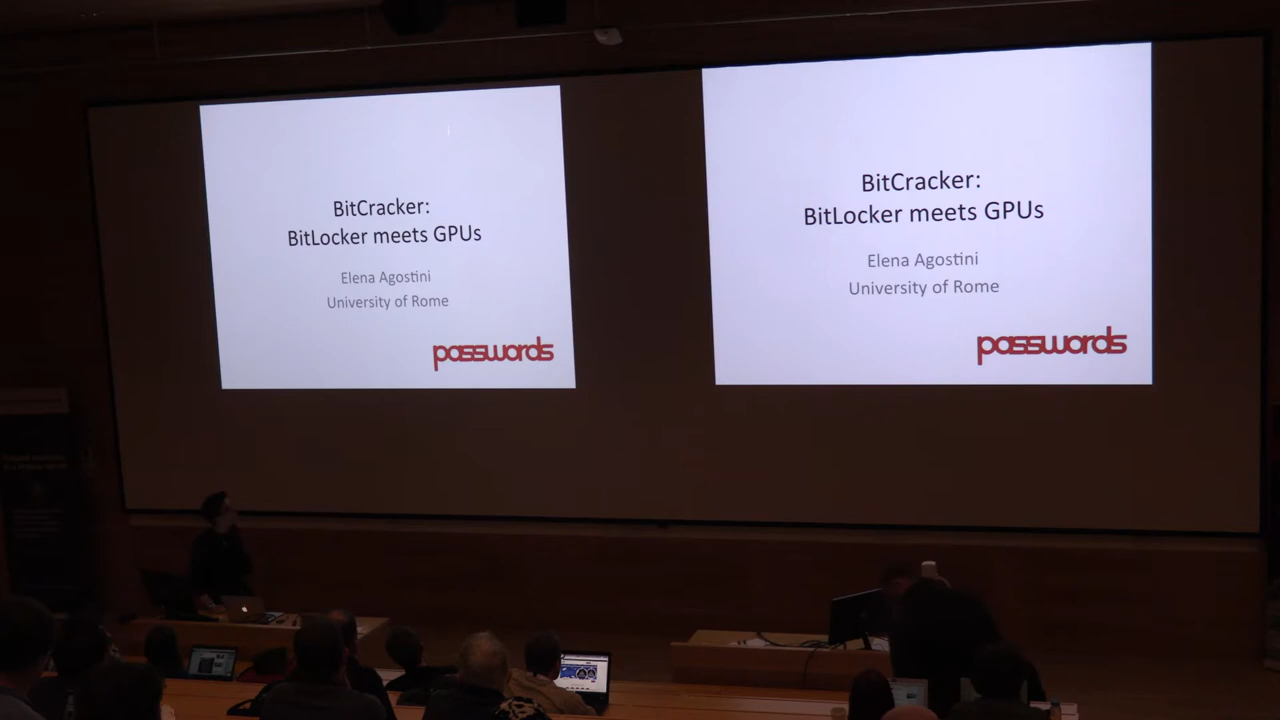 BitCracker:
BitLocker meets GPUs
Elena Agostini
University of Rome
passwords
BitCracker:
BitLocker meets GPUs
Elena Agostini
University of Rome
passwords